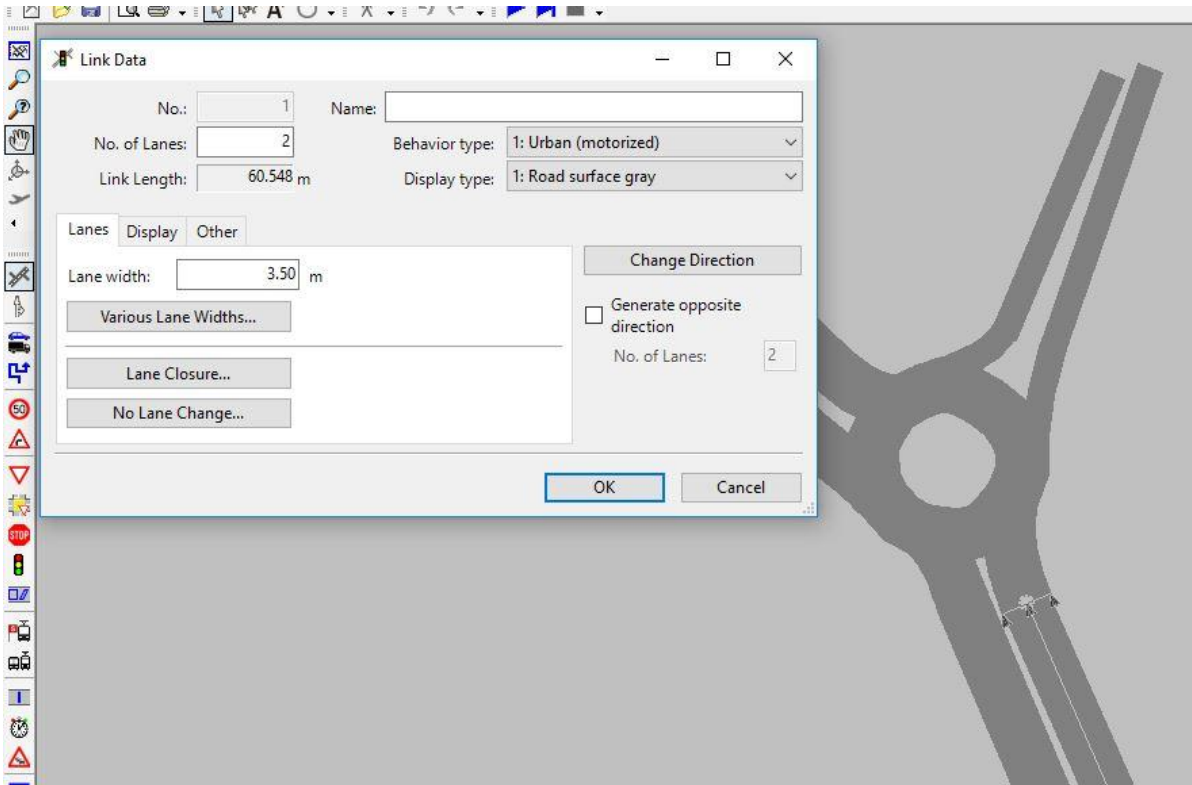 Link Data
No.: 1 Name:
No. of Lanes: 2 Behavior type: 1: Urban (motorized)
Link Length: 60.548 m Display type: 1: Road surface gray
Lanes Display Other
Lane width: 3.50 m
Change Direction
Various Lane Widths...
Generate opposite
direction
No. of Lanes: 2
Lane Closure...
No Lane Change...
OK Cancel
50
STOP